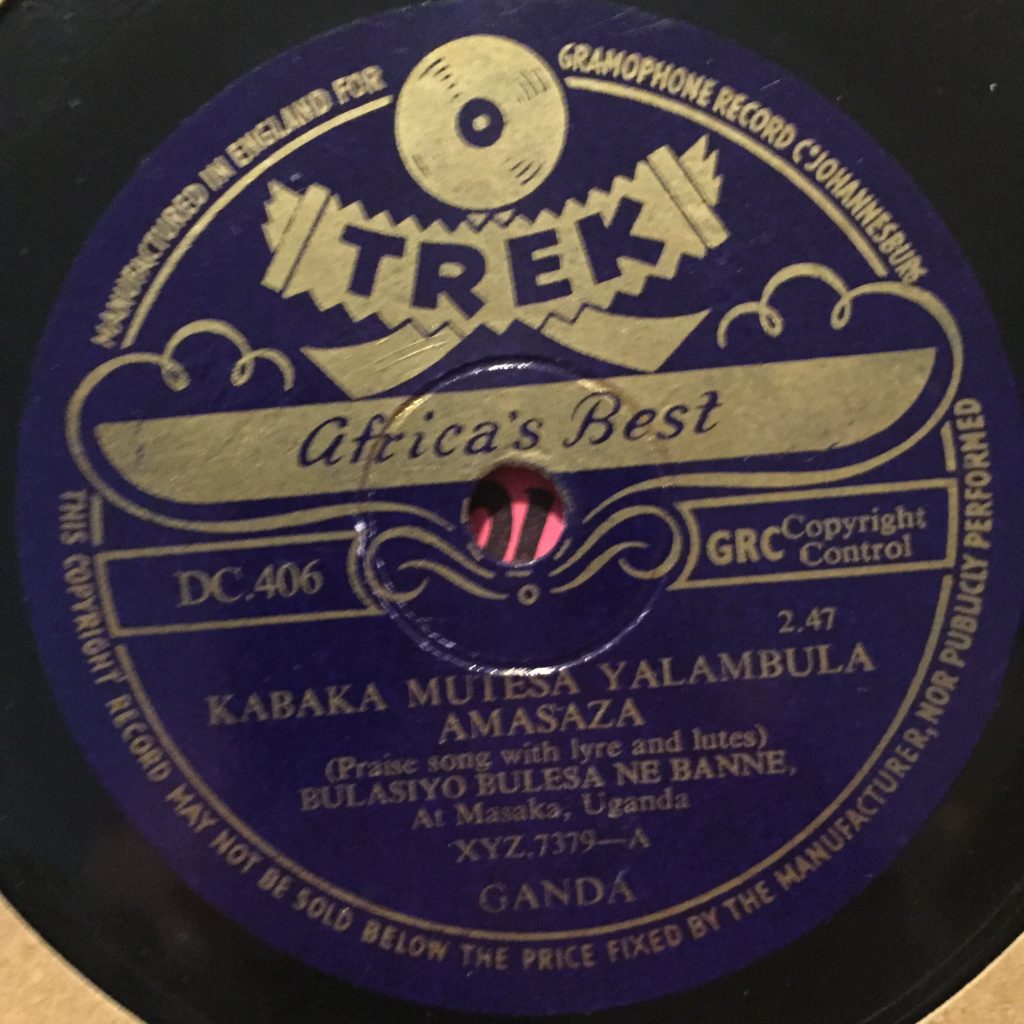 MANUFACTURED IN ENGLAND FOR
GRAMOPHONE RECORD Cº JOHANNESBURG
TREK
Africa's Best
DC.406
GRC Copyright
Control
2.47
KABAKA MUTESA YALAMBULA
AMASAZA
(Praise song with lyre and lutes)
BULASIYO BULESA NE BANNE,
At Masaka, Uganda
XYZ.7379—A
GANDA
THIS COPYRIGHT RECORD MAY NOT BE SOLD BELOW THE PRICE FIXED BY THE MANUFACTURER, NOR PUBLICLY PERFORMED